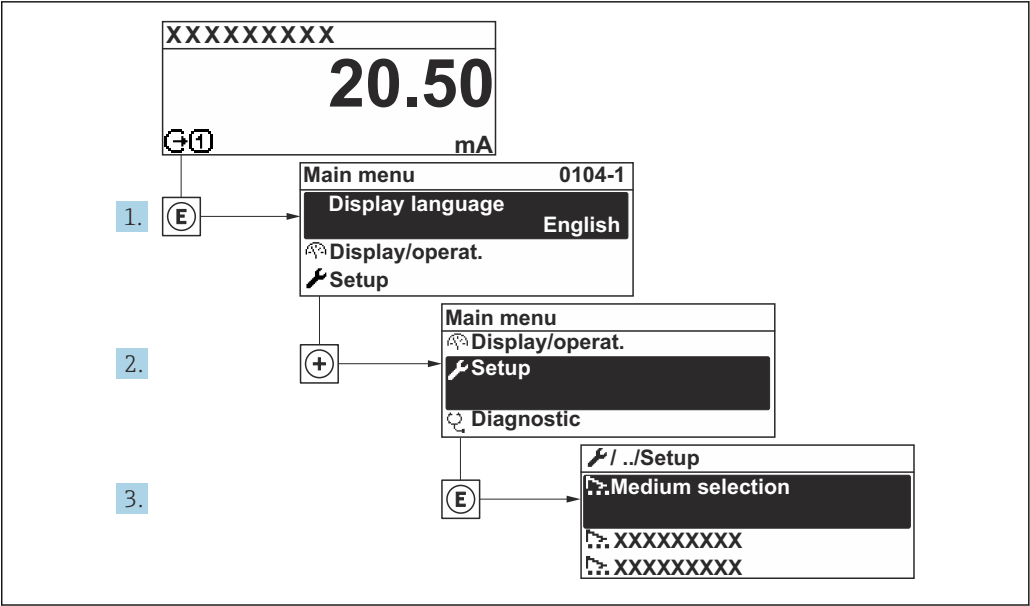 XXXXXXXXX
20.50
1 mA
Main menu 0104-1
Display language
English
1. E
Display/operat.
Setup
Main menu
Display/operat.
2. +
Setup
Diagnostic
/ ../Setup
Medium selection
3. E
XXXXXXXXX
XXXXXXXXX